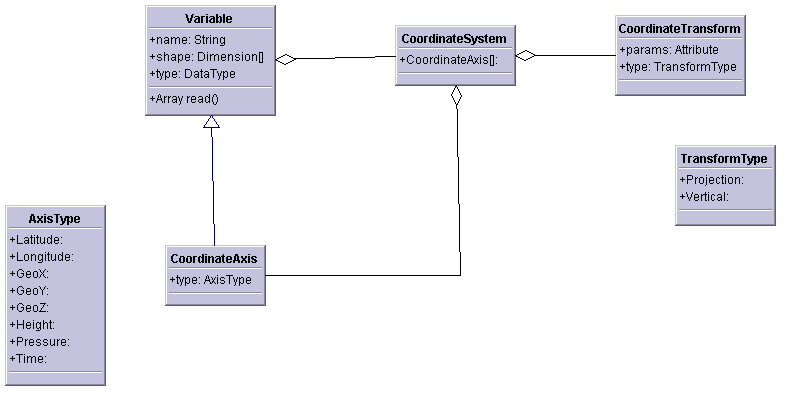 Variable
+name: String
+shape: Dimension[]
+type: DataType
+Array read()
CoordinateSystem
+CoordinateAxis[]:
CoordinateTransform
+params: Attribute
+type: TransformType
TransformType
+Projection:
+Vertical:
AxisType
+Latitude:
+Longitude:
+GeoX:
+GeoY:
+GeoZ:
+Height:
+Pressure:
+Time:
CoordinateAxis
+type: AxisType